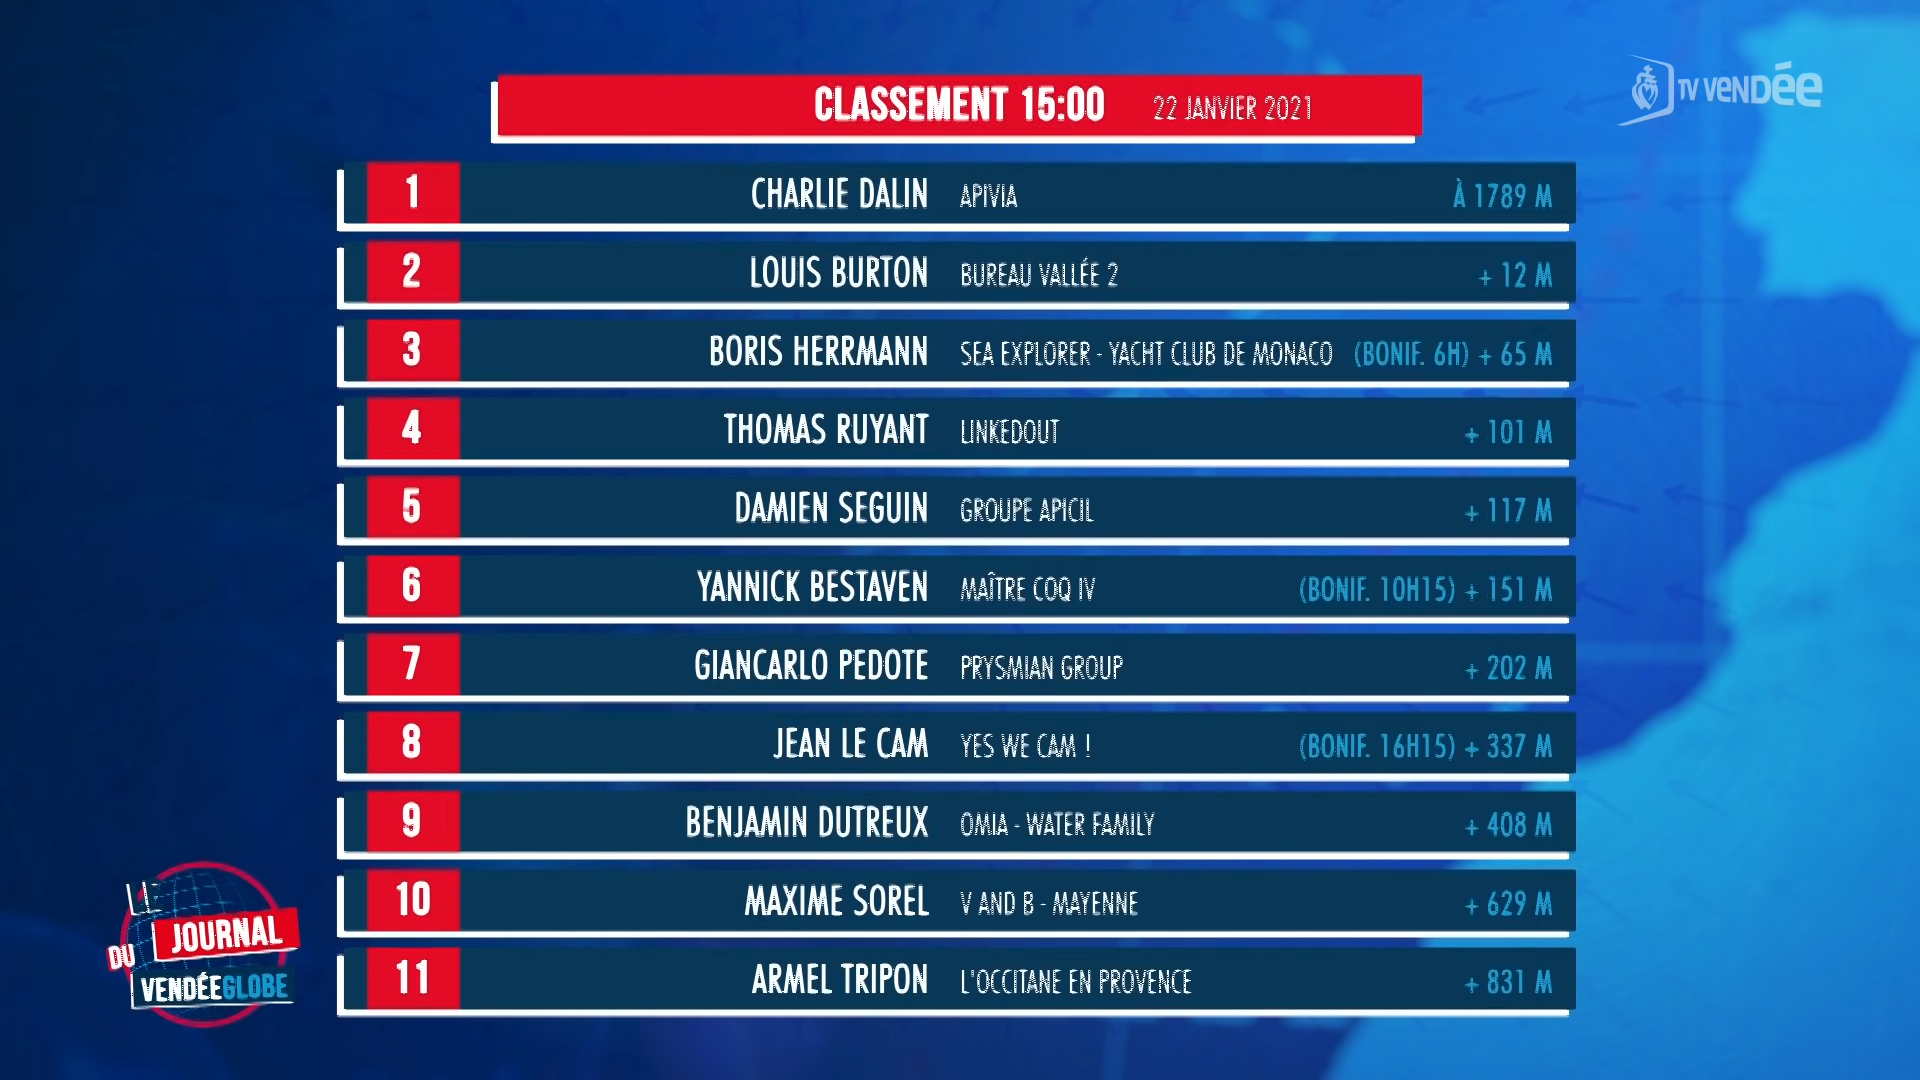 CLASSEMENT 15:00 22 JANVIER 2021
TV VENDÉE
1 CHARLIE DALIN APIVIA À 1789 M
2 LOUIS BURTON BUREAU VALLÉE 2 + 12 M
3 BORIS HERRMANN SEA EXPLORER - YACHT CLUB DE MONACO (BONIF. 6H) + 65 M
4 THOMAS RUYANT LINKEDOUT + 101 M
5 DAMIEN SEGUIN GROUPE APICIL + 117 M
6 YANNICK BESTAVEN MAÎTRE COQ IV (BONIF. 10H15) + 151 M
7 GIANCARLO PEDOTE PRYSMIAN GROUP + 202 M
8 JEAN LE CAM YES WE CAM ! (BONIF. 16H15) + 337 M
9 BENJAMIN DUTREUX OMIA - WATER FAMILY + 408 M
10 MAXIME SOREL V AND B - MAYENNE + 629 M
11 ARMEL TRIPON L'OCCITANE EN PROVENCE + 831 M
JOURNAL
DU
VENDÉEGLOBE